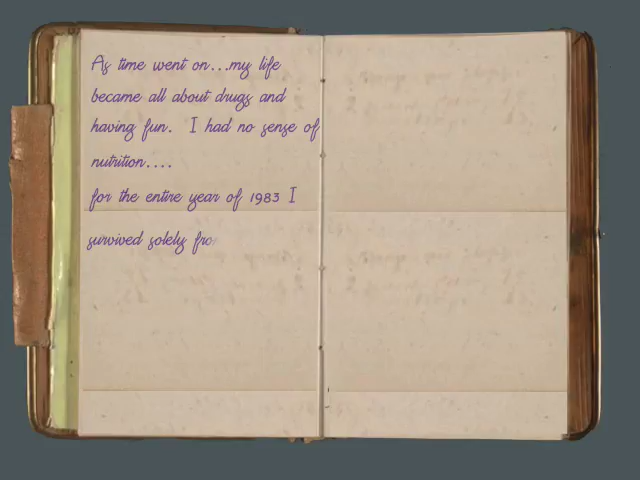 As time went on...my life
became all about drugs and
having fun. I had no sense of
nutrition....
for the entire year of 1983 I
survived solely fro